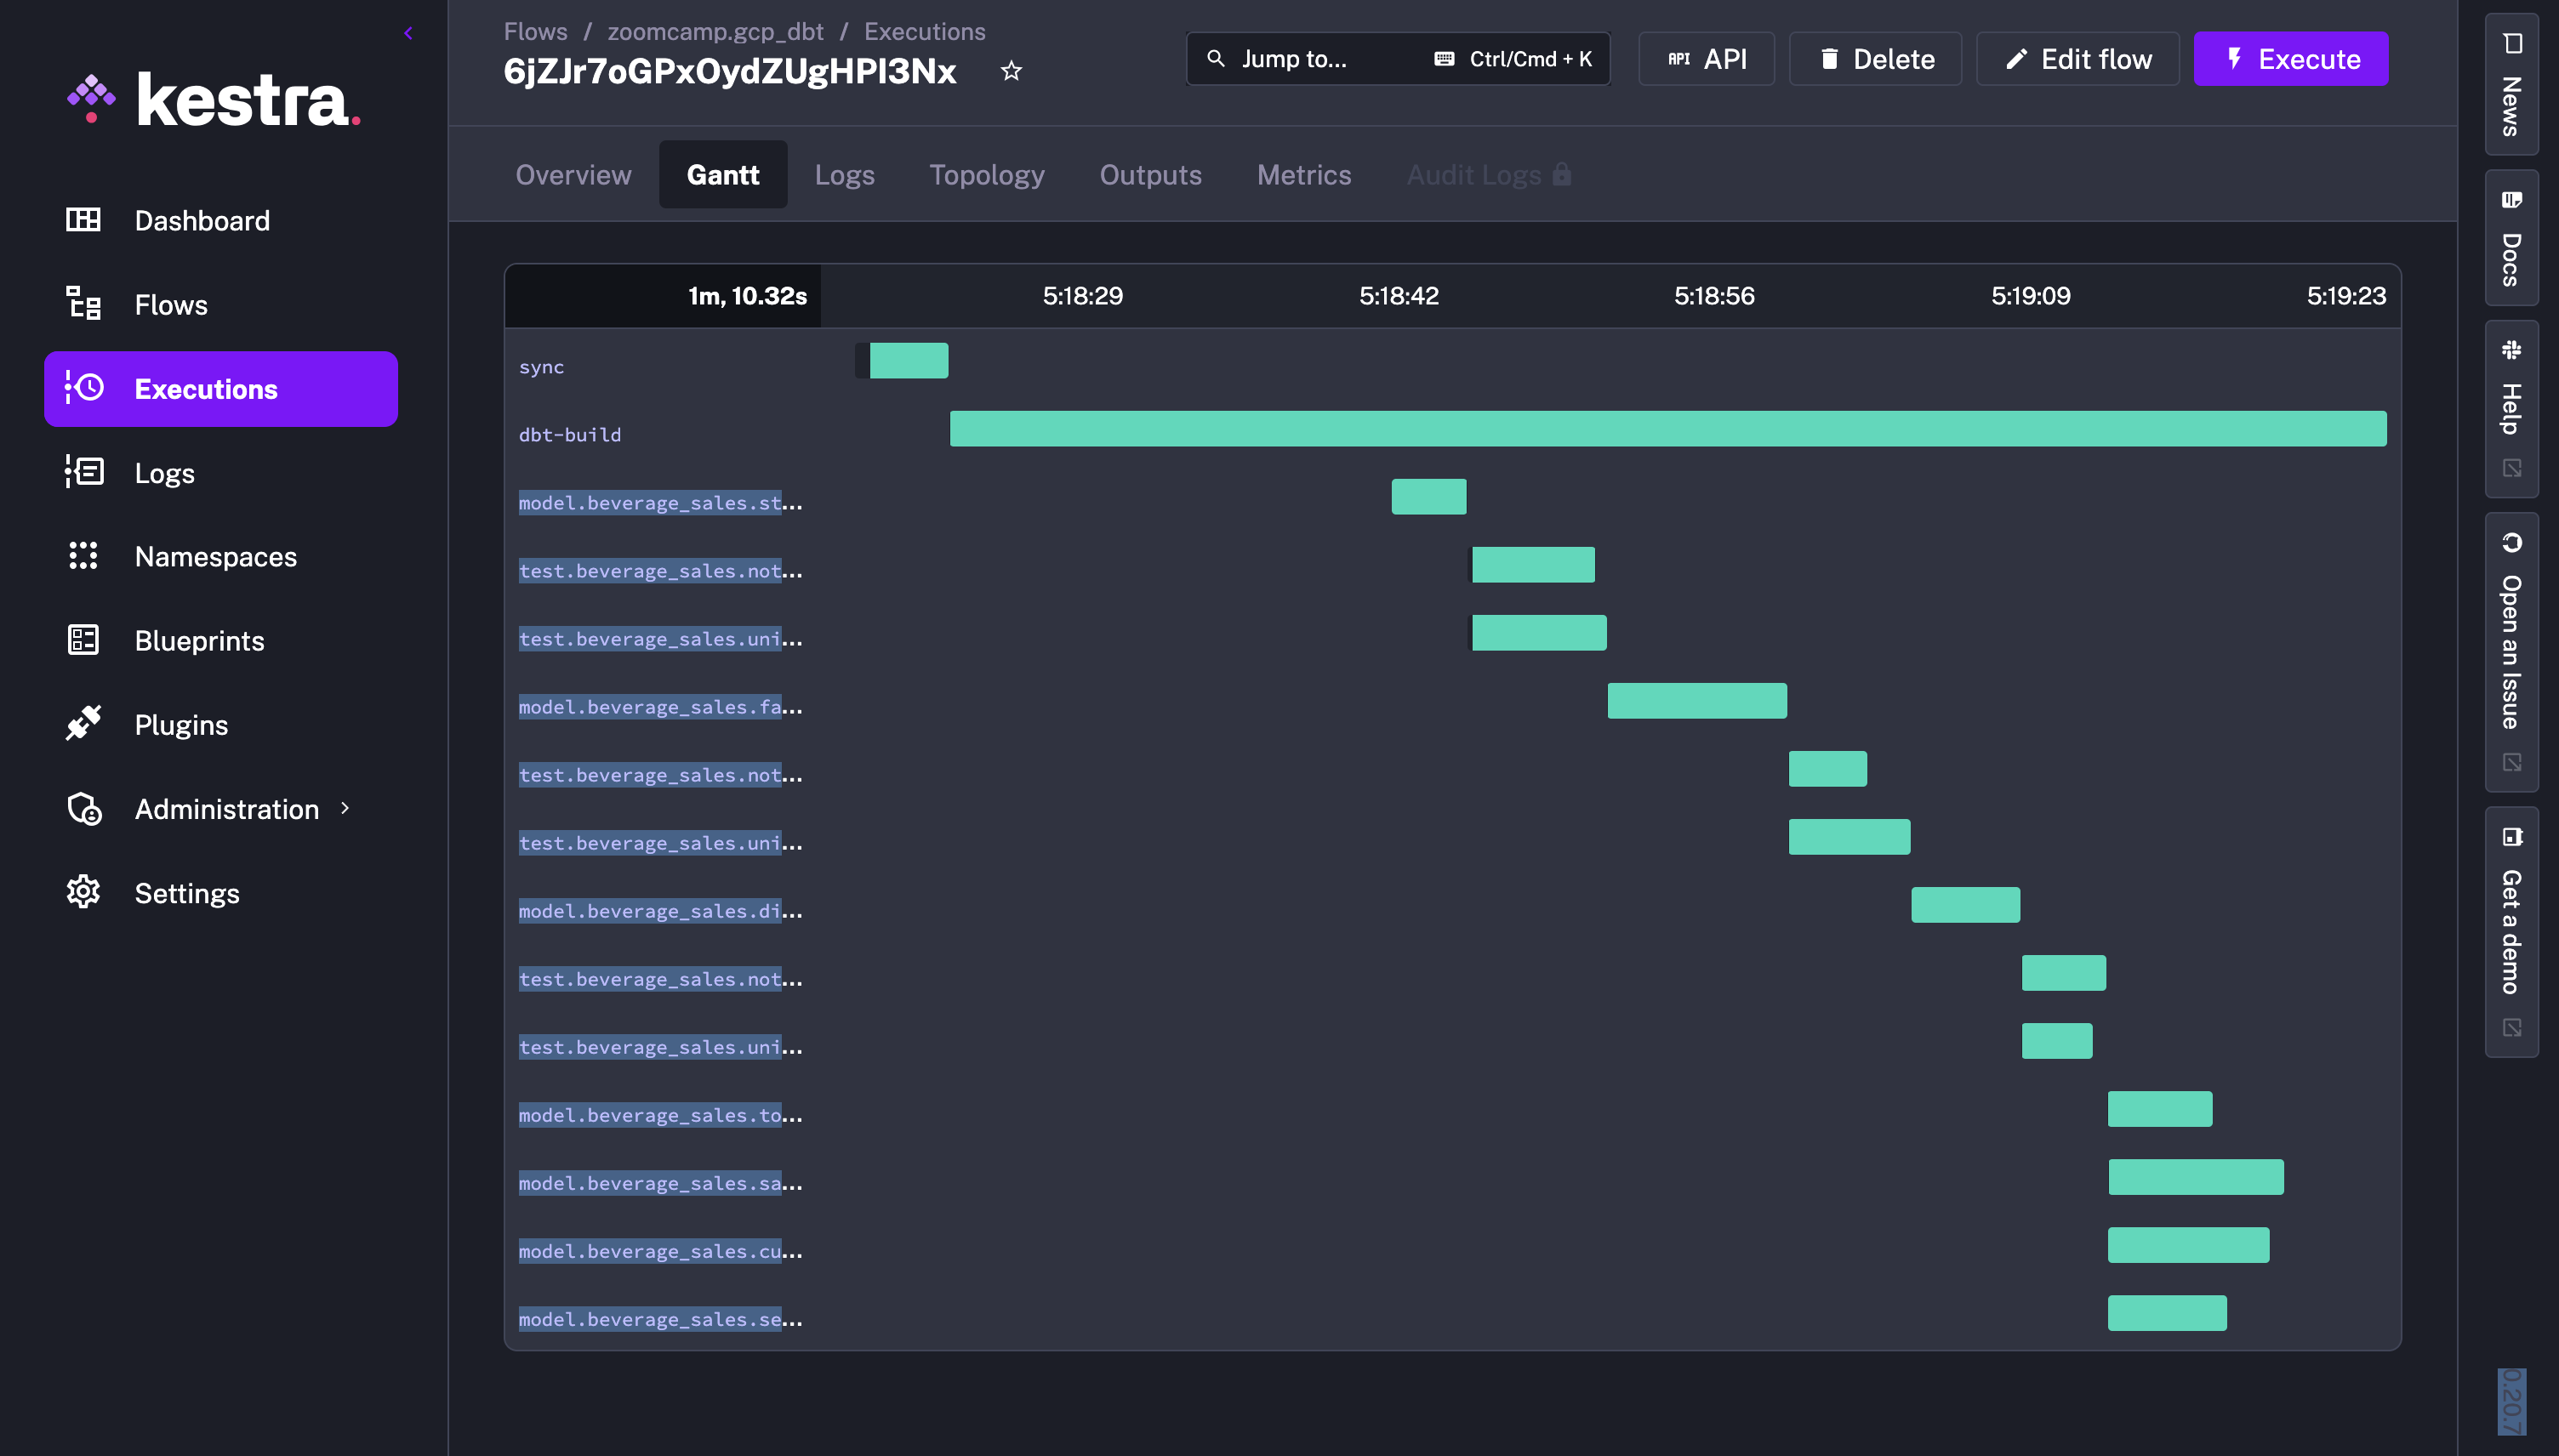 kestra.
Dashboard
Flows
Executions
Logs
Namespaces
Blueprints
Plugins
Administration
Settings
Flows / zoomcamp.gcp_dbt / Executions
6jZJr7oGPxOydZUgHPI3Nx
Jump to... Ctrl/Cmd + K
API API
Delete
Edit flow
Execute
Overview Gantt Logs Topology Outputs Metrics Audit Logs
1m, 10.32s 5:18:29 5:18:42 5:18:56 5:19:09 5:19:23
sync
dbt-build
model.beverage_sales.st...
test.beverage_sales.not...
test.beverage_sales.uni...
model.beverage_sales.fa...
test.beverage_sales.not...
test.beverage_sales.uni...
model.beverage_sales.di...
test.beverage_sales.not...
test.beverage_sales.uni...
model.beverage_sales.to...
model.beverage_sales.sa...
model.beverage_sales.cu...
model.beverage_sales.se...
News
Docs
Help
Open an Issue
Get a demo
0.20.7